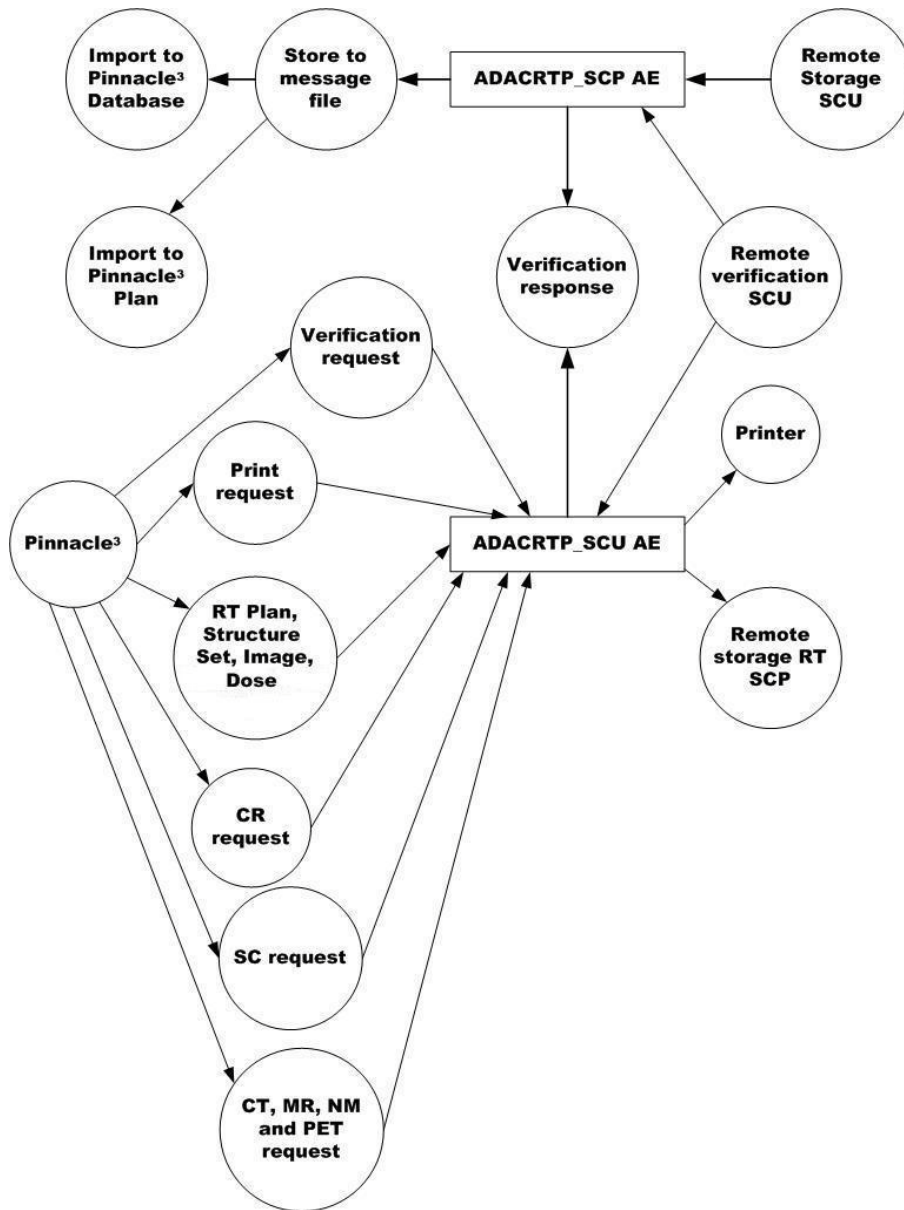 Import to
Pinnacle³
Database
Store to
message
file
ADACRTP_SCP AE
Remote
Storage
SCU
Import to
Pinnacle³
Plan
Verification
response
Remote
verification
SCU
Verification
request
Printer
Print
request
Pinnacle³
ADACRTP_SCU AE
RT Plan,
Structure
Set, Image,
Dose
Remote
storage RT
SCP
CR
request
SC request
CT, MR, NM
and PET
request